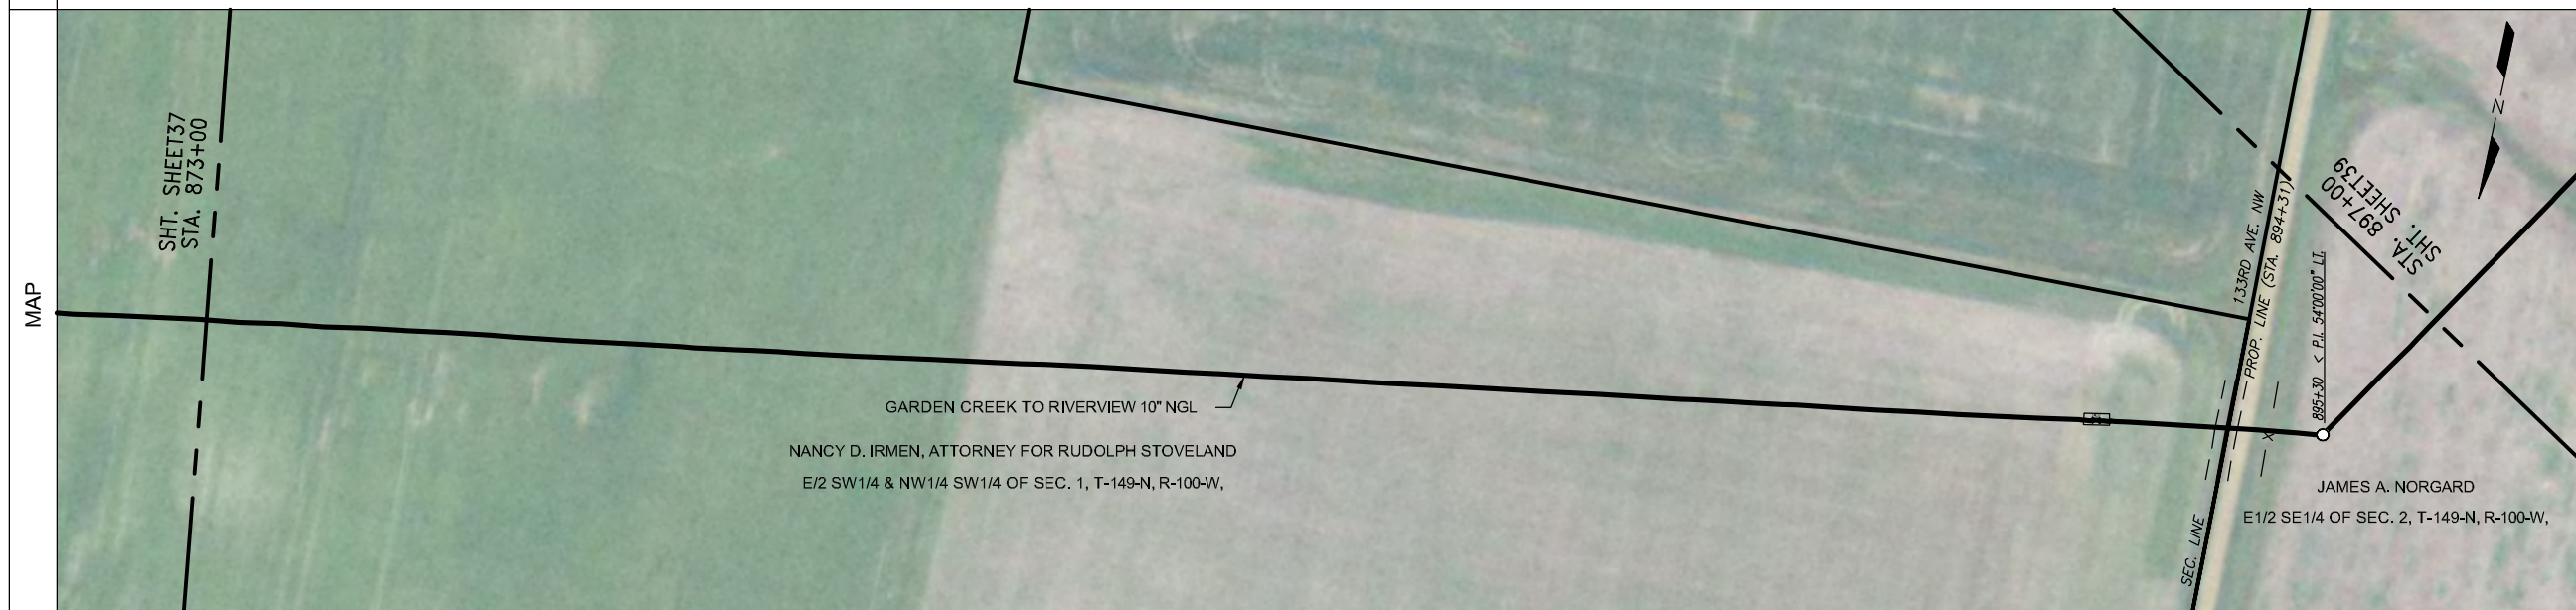 MAP
SHT. SHEET37
STA. 873+00
GARDEN CREEK TO RIVERVIEW 10" NGL
NANCY D. IRMEN, ATTORNEY FOR RUDOLPH STOVELAND
E/2 SW1/4 & NW1/4 SW1/4 OF SEC. 1, T-149-N, R-100-W,
133RD AVE. NW
PROP. LINE (STA. 894+31)
SEC. LINE
895+30 < P.I. 54°00'00" LT.
STA. 897+00
SHT. SHEET39
N
X
JAMES A. NORGARD
E1/2 SE1/4 OF SEC. 2, T-149-N, R-100-W,